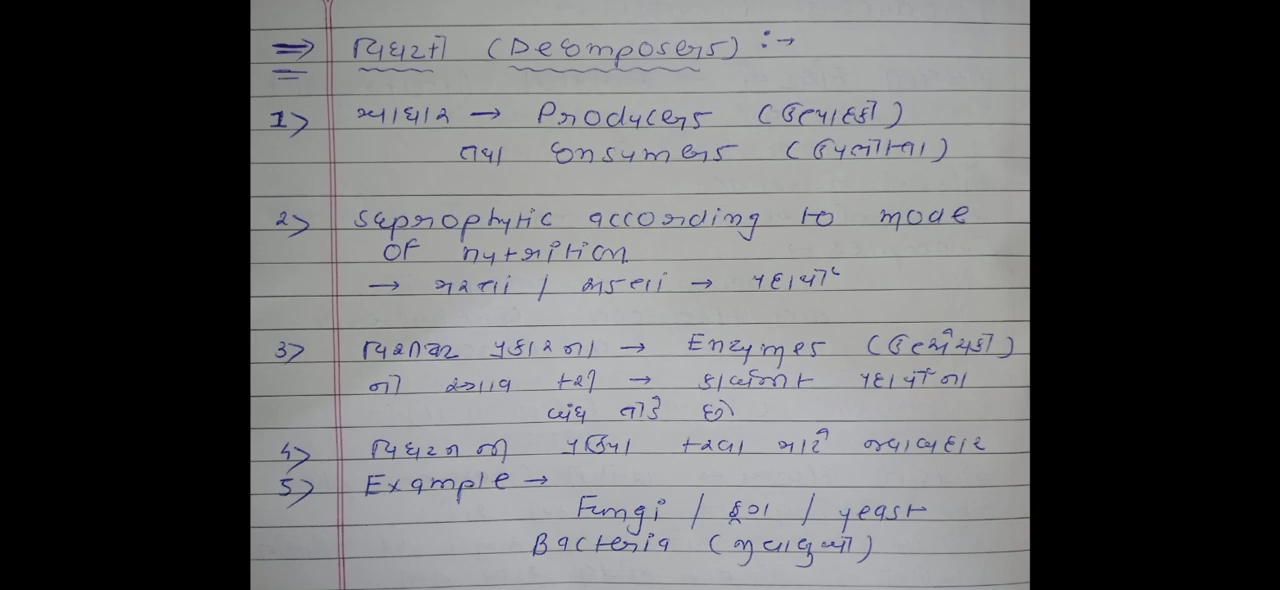 ⇒ વિઘટકો (Decomposers) :→
1> આધાર → Producers (ઉત્પાદકો)
તથા Consumers (ઉપભોક્તા)
2> seprophytic according to mode
OF nutrition
→ મરતાં / સડતાં → પદાર્થો
3> વિશિષ્ટ પ્રકારના → Enzymes (ઉત્સેચકો)
નો સ્ત્રાવ કરી → કાર્બનિક પદાર્થના
બંધ તોડે છે
4> વિઘટનની પ્રક્રિયા કરવા માટે જવાબદાર
5> Example →
Fungi / ફૂગ / yeast
Bacteria (જીવાણુઓ)